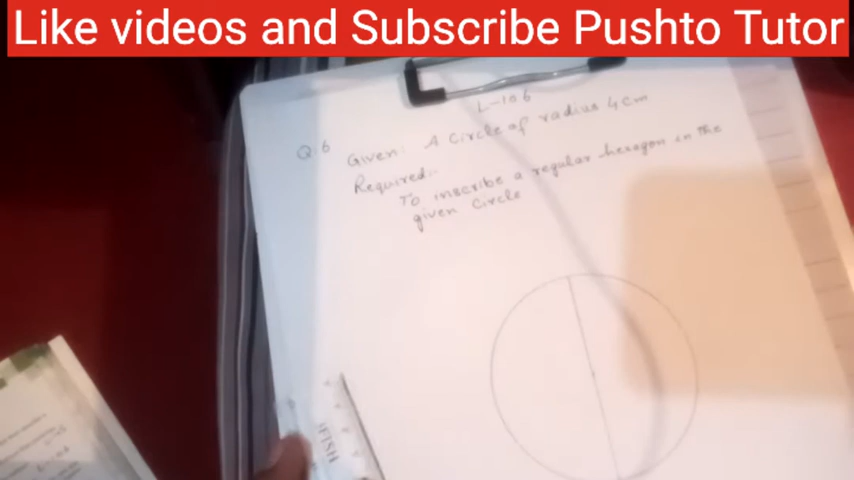 Like videos and Subscribe Pushto Tutor
L-106
Q.6 Given: A Circle of radius 4cm
Required:-
To inscribe a regular hexagon in the
given Circle
FISH